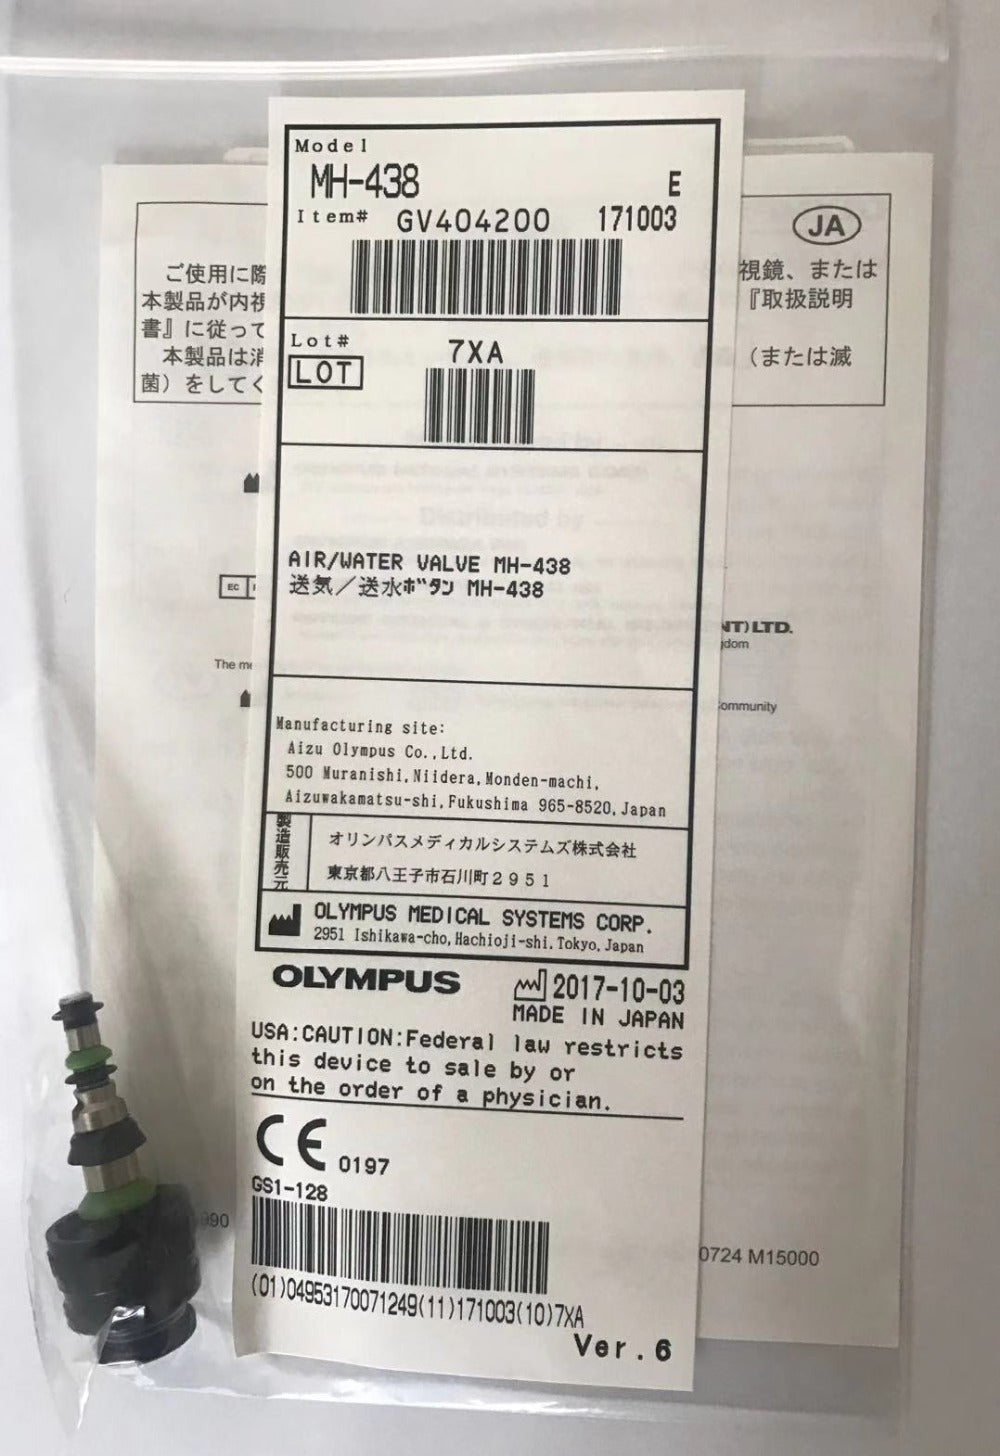 Model
MH-438
E
Item# GV404200 171003
Lot# 7XA
LOT
AIR/WATER VALVE MH-438
送気／送水ﾎﾞﾀﾝ MH-438
Manufacturing site:
Aizu Olympus Co.,Ltd.
500 Muranishi,Niidera,Monden-machi,
Aizuwakamatsu-shi,Fukushima 965-8520,Japan
製造販売元
オリンパスメディカルシステムズ株式会社
東京都八王子市石川町２９５１
OLYMPUS MEDICAL SYSTEMS CORP.
2951 Ishikawa-cho,Hachioji-shi,Tokyo,Japan
OLYMPUS
2017-10-03
MADE IN JAPAN
USA:CAUTION:Federal law restricts
this device to sale by or
on the order of a physician.
CE 0197
GS1-128
(01)04953170071249(11)171003(10)7XA
Ver.6
JA
ご使用に際
視鏡、または
本製品が内視
『取扱説明
書』に従って
本製品は消
（または滅
菌）をしてく
Distributed by
EC
NT) LTD.
The
0724 M15000